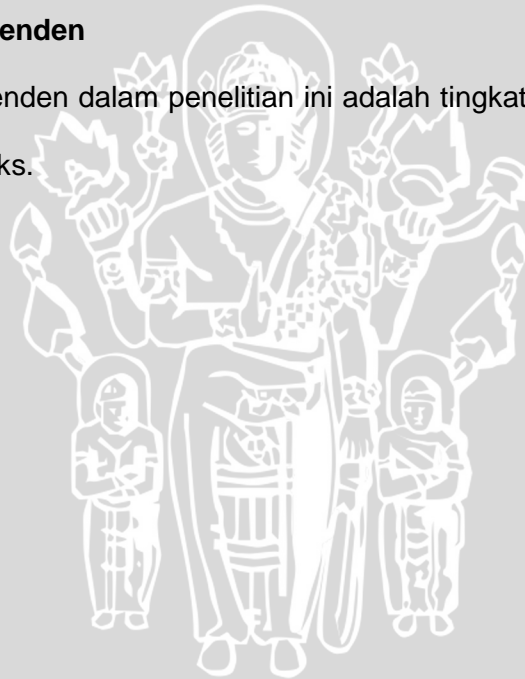 enden
enden dalam penelitian ini adalah tingkat
ks.